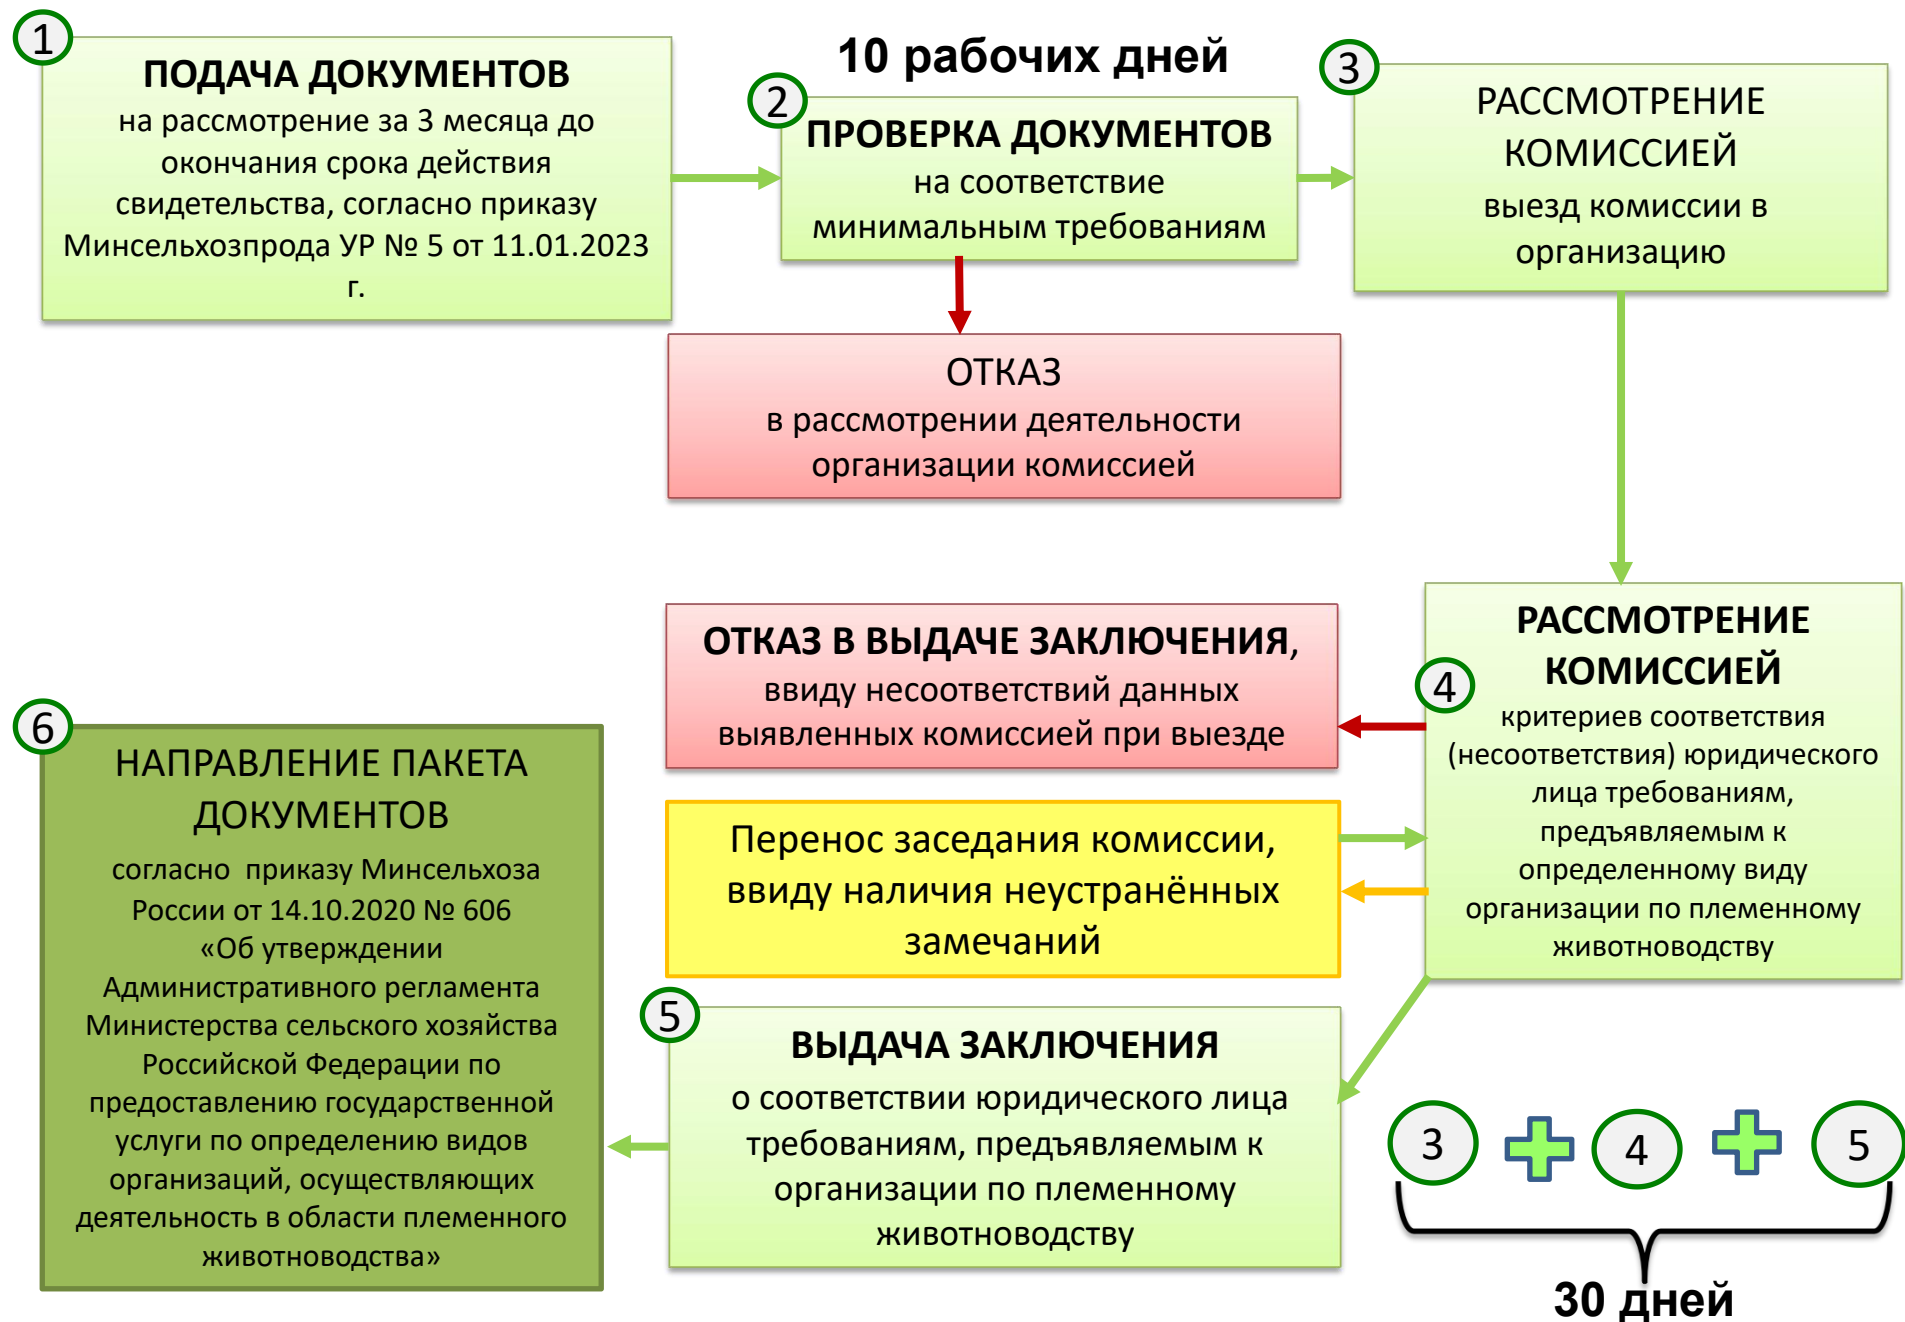 1
ПОДАЧА ДОКУМЕНТОВ
на рассмотрение за 3 месяца до
окончания срока действия
свидетельства, согласно приказу
Минсельхозпрода УР № 5 от 11.01.2023
г.
10 рабочих дней
2
ПРОВЕРКА ДОКУМЕНТОВ
на соответствие
минимальным требованиям
3
РАССМОТРЕНИЕ
КОМИССИЕЙ
выезд комиссии в
организацию
ОТКАЗ
в рассмотрении деятельности
организации комиссией
4
РАССМОТРЕНИЕ
КОМИССИЕЙ
критериев соответствия
(несоответствия) юридического
лица требованиям,
предъявляемым к
определенному виду
организации по племенному
животноводству
ОТКАЗ В ВЫДАЧЕ ЗАКЛЮЧЕНИЯ,
ввиду несоответствий данных
выявленных комиссией при выезде
Перенос заседания комиссии,
ввиду наличия неустранённых
замечаний
5
ВЫДАЧА ЗАКЛЮЧЕНИЯ
о соответствии юридического лица
требованиям, предъявляемым к
организации по племенному
животноводству
6
НАПРАВЛЕНИЕ ПАКЕТА
ДОКУМЕНТОВ
согласно приказу Минсельхоза
России от 14.10.2020 № 606
«Об утверждении
Административного регламента
Министерства сельского хозяйства
Российской Федерации по
предоставлению государственной
услуги по определению видов
организаций, осуществляющих
деятельность в области племенного
животноводства»
3 4 5
30 дней